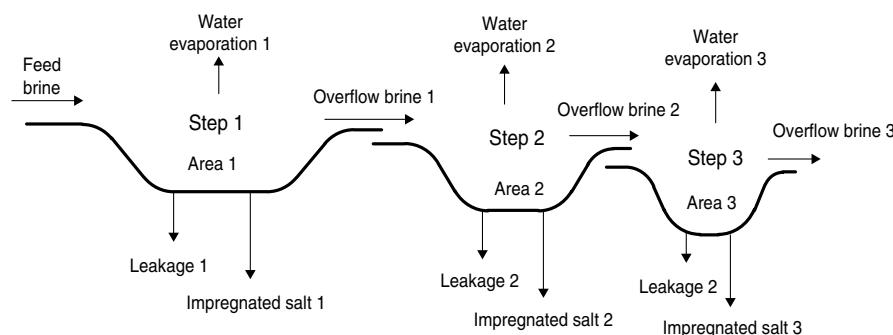 Feed
brine
Water
evaporation 1
Step 1
Area 1
Leakage 1
Impregnated salt 1
Overflow brine 1
Water
evaporation 2
Step 2
Area 2
Leakage 2
Impregnated salt 2
Overflow brine 2
Water
evaporation 3
Step 3
Area 3
Leakage 2
Impregnated salt 3
Overflow brine 3